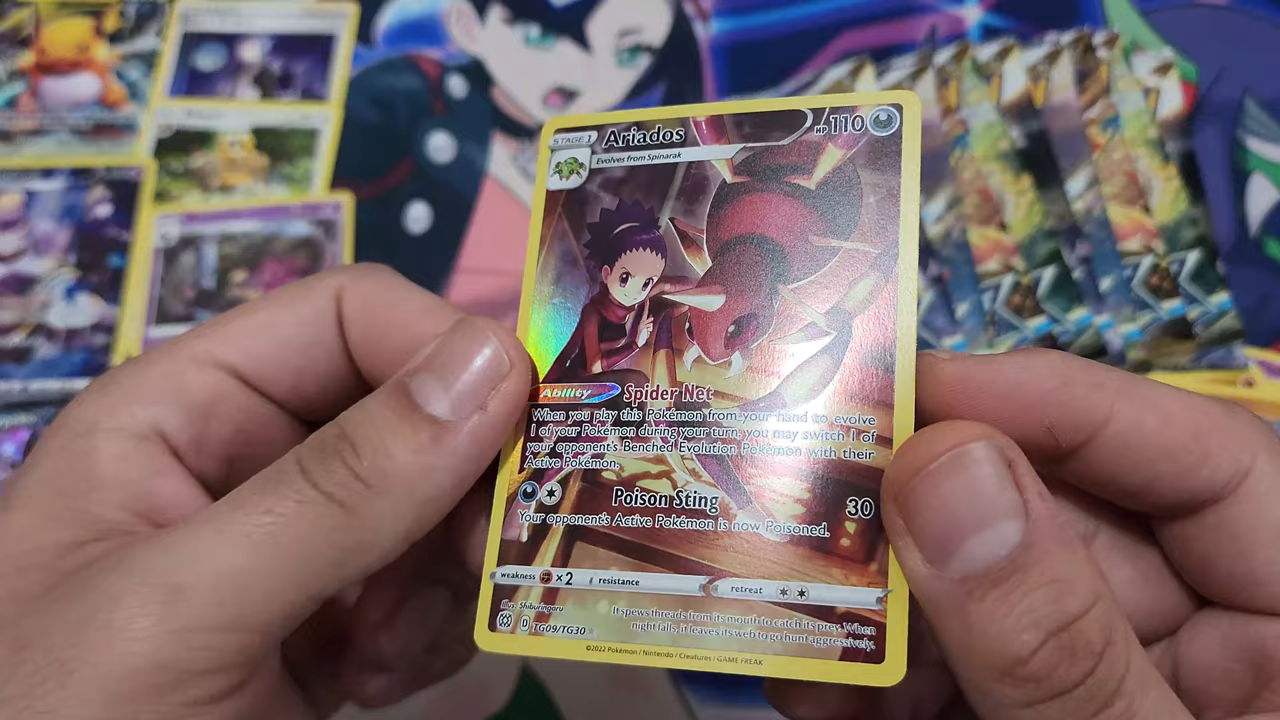 STAGE 1 Ariados HP 110
Evolves from Spinarak
Ability Spider Net
When you play this Pokémon from your hand to evolve
1 of your Pokémon during your turn, you may switch 1 of
your opponent's Benched Evolution Pokémon with their
Active Pokémon.
Poison Sting 30
Your opponent's Active Pokémon is now Poisoned.
weakness ×2 resistance retreat
Illus. Shiburingaru
It spews threads from its mouth to catch its prey. When
night falls, it leaves its web to go hunt aggressively.
D TG09/TG30
©2022 Pokémon / Nintendo / Creatures / GAME FREAK